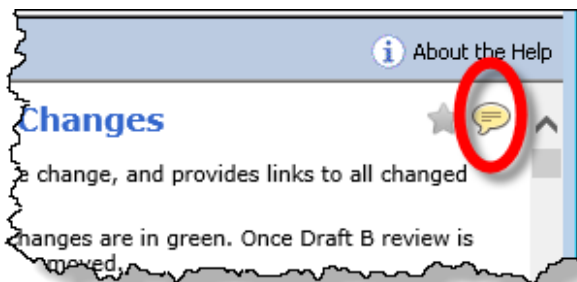 About the Help
Changes
e change, and provides links to all changed
hanges are in green. Once Draft B review is
moved.